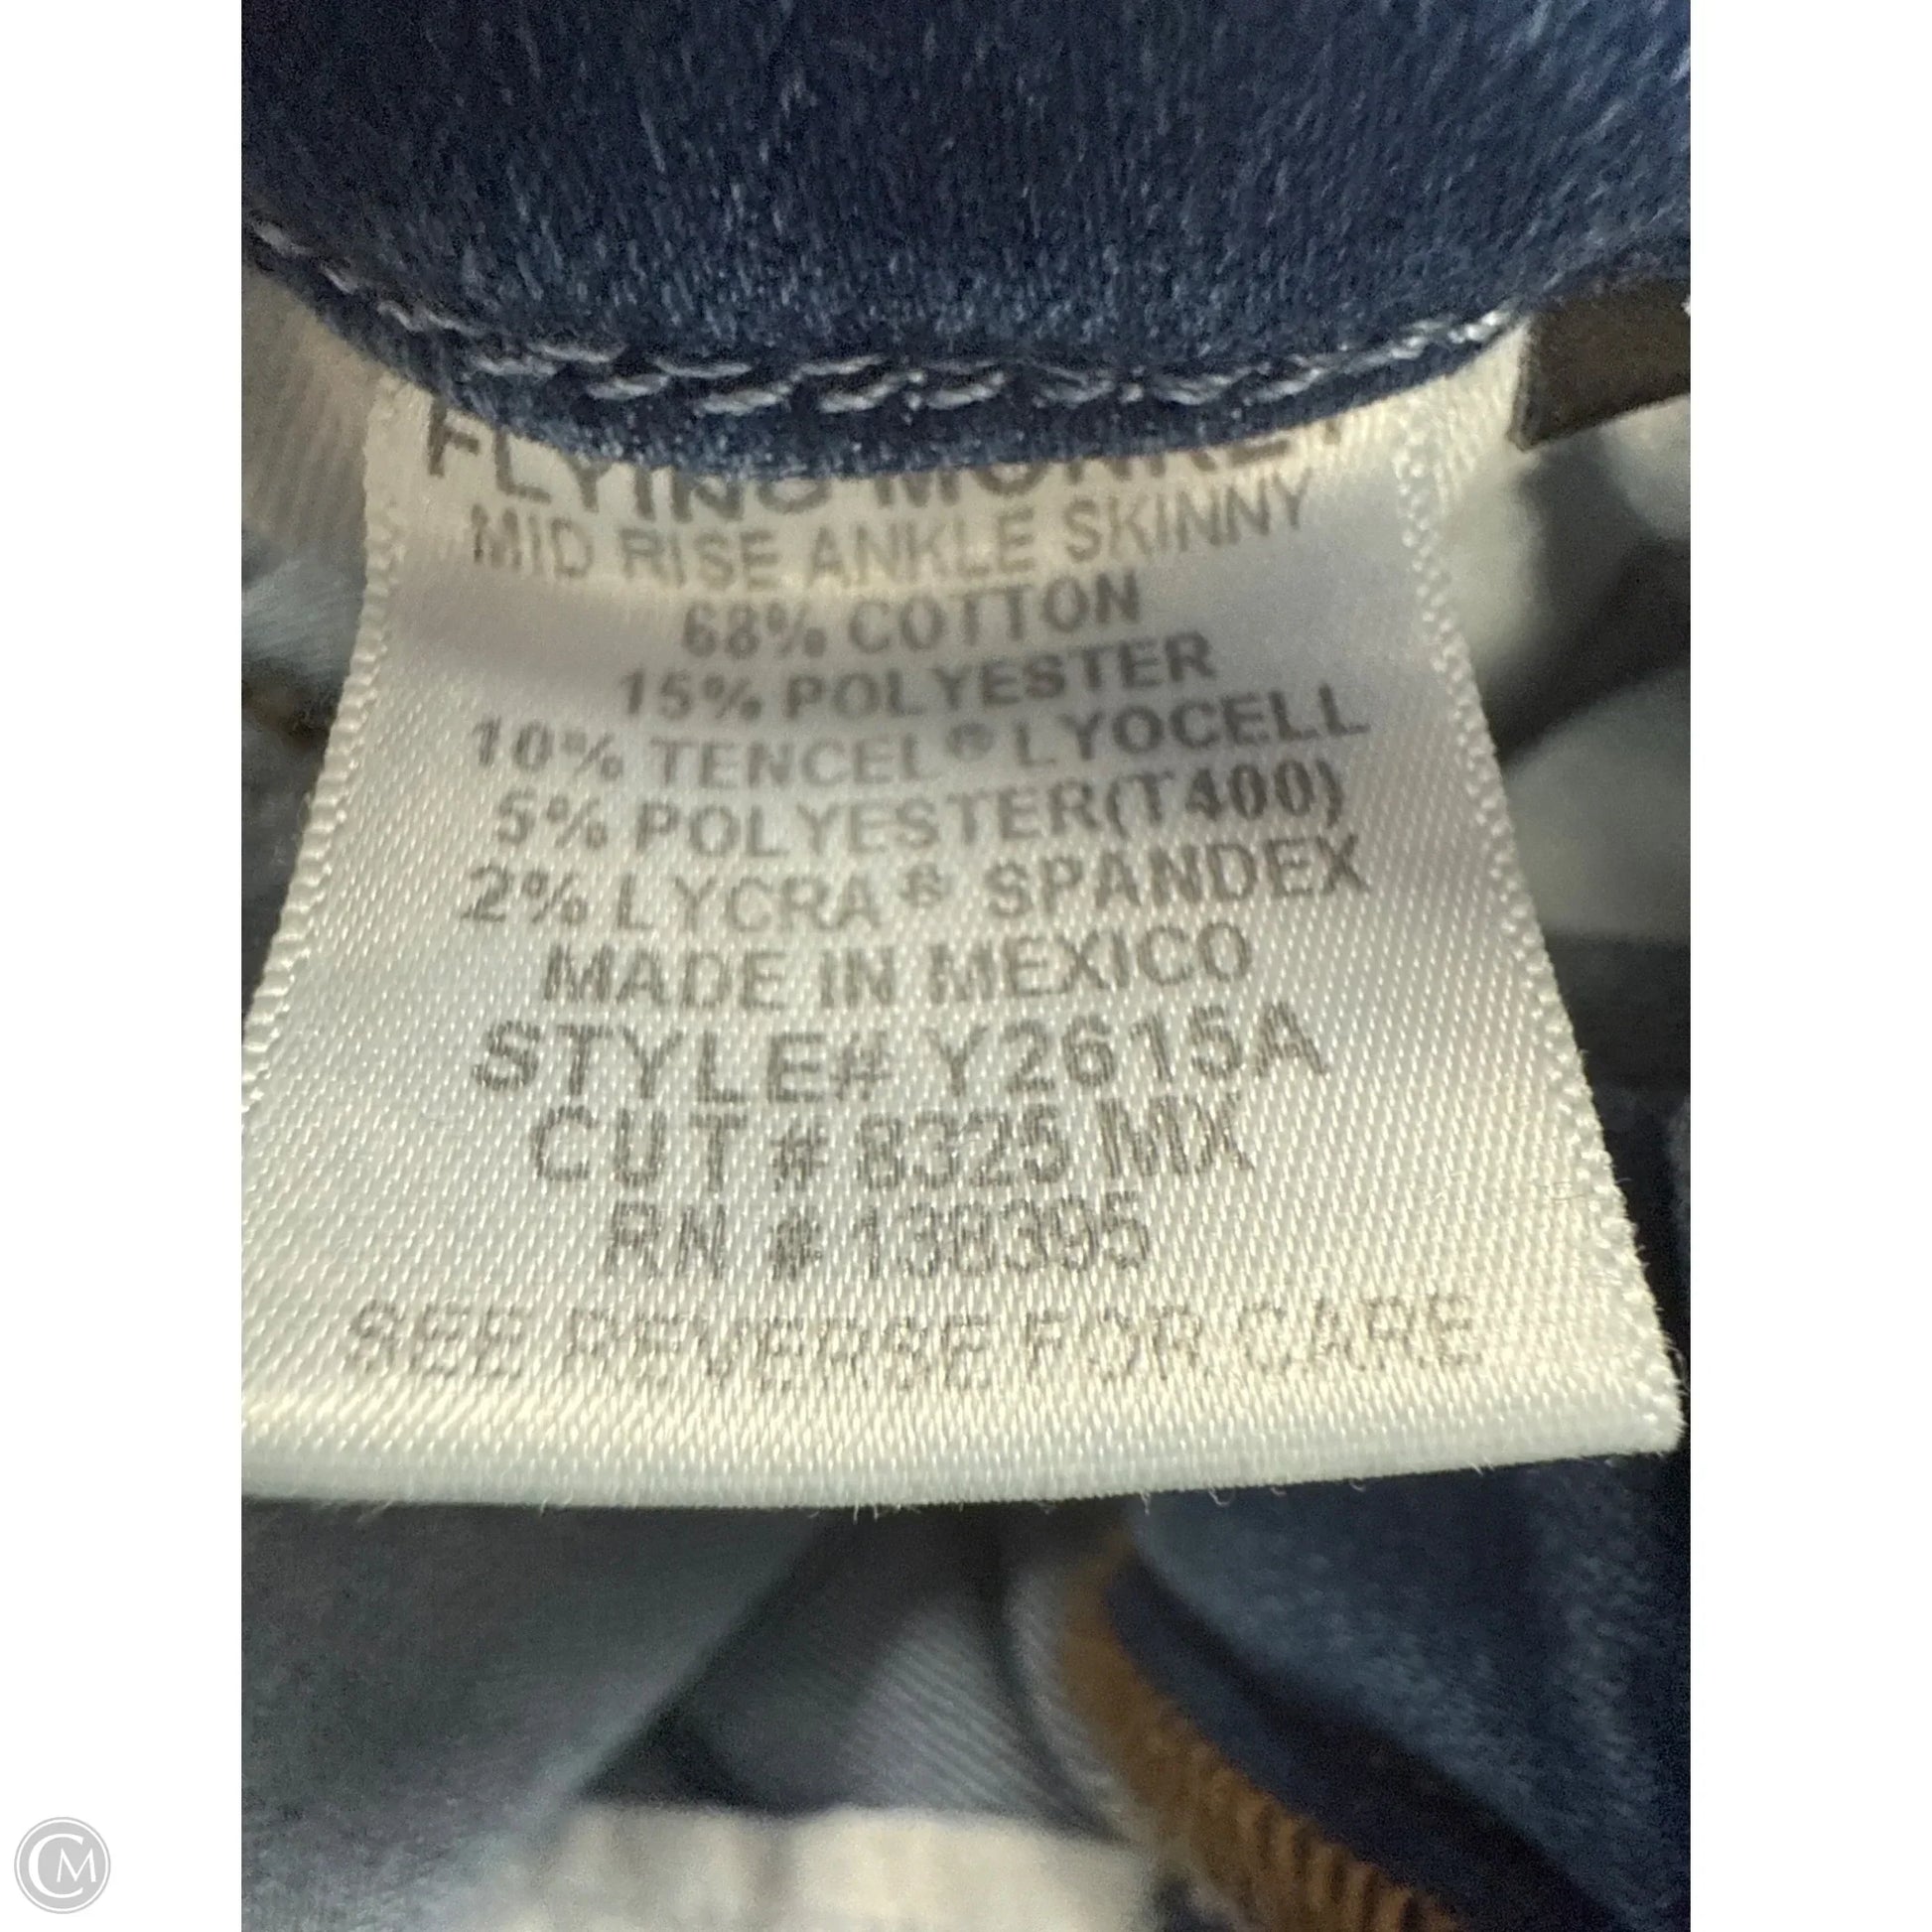 FLYING MONKEY
MID RISE ANKLE SKINNY
68% COTTON
15% POLYESTER
10% TENCEL® LYOCELL
5% POLYESTER(T400)
2% LYCRA® SPANDEX
MADE IN MEXICO
STYLE# Y2615A
CUT # 8325 MX
RN # 138395
SEE REVERSE FOR CARE
CM